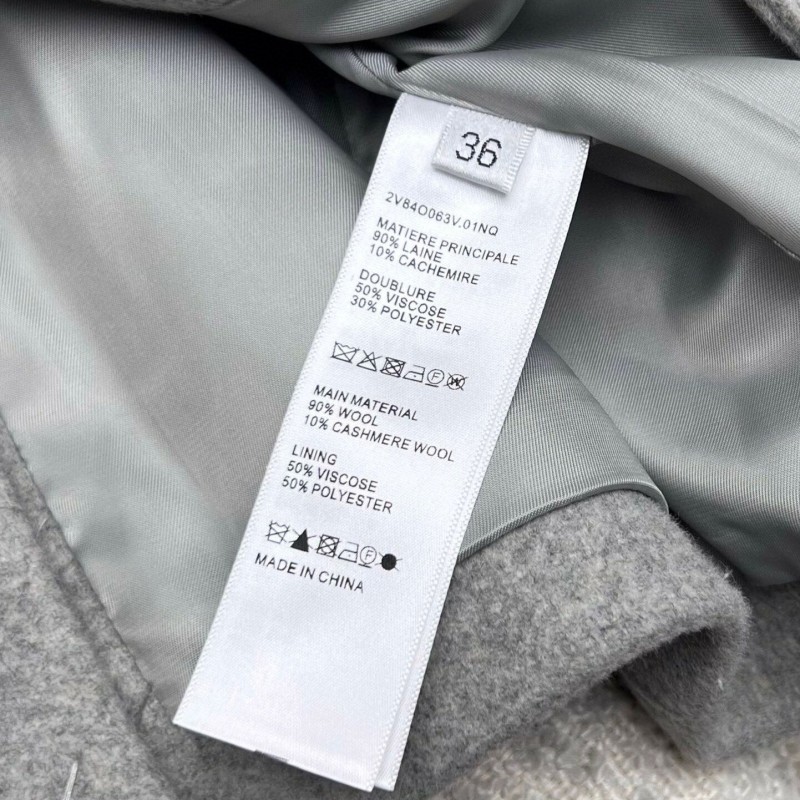 36
2V84O063V.01NQ
MATIERE PRINCIPALE
90% LAINE
10% CACHEMIRE
DOUBLURE
50% VISCOSE
30% POLYESTER
F W
MAIN MATERIAL
90% WOOL
10% CASHMERE WOOL
LINING
50% VISCOSE
50% POLYESTER
F
MADE IN CHINA